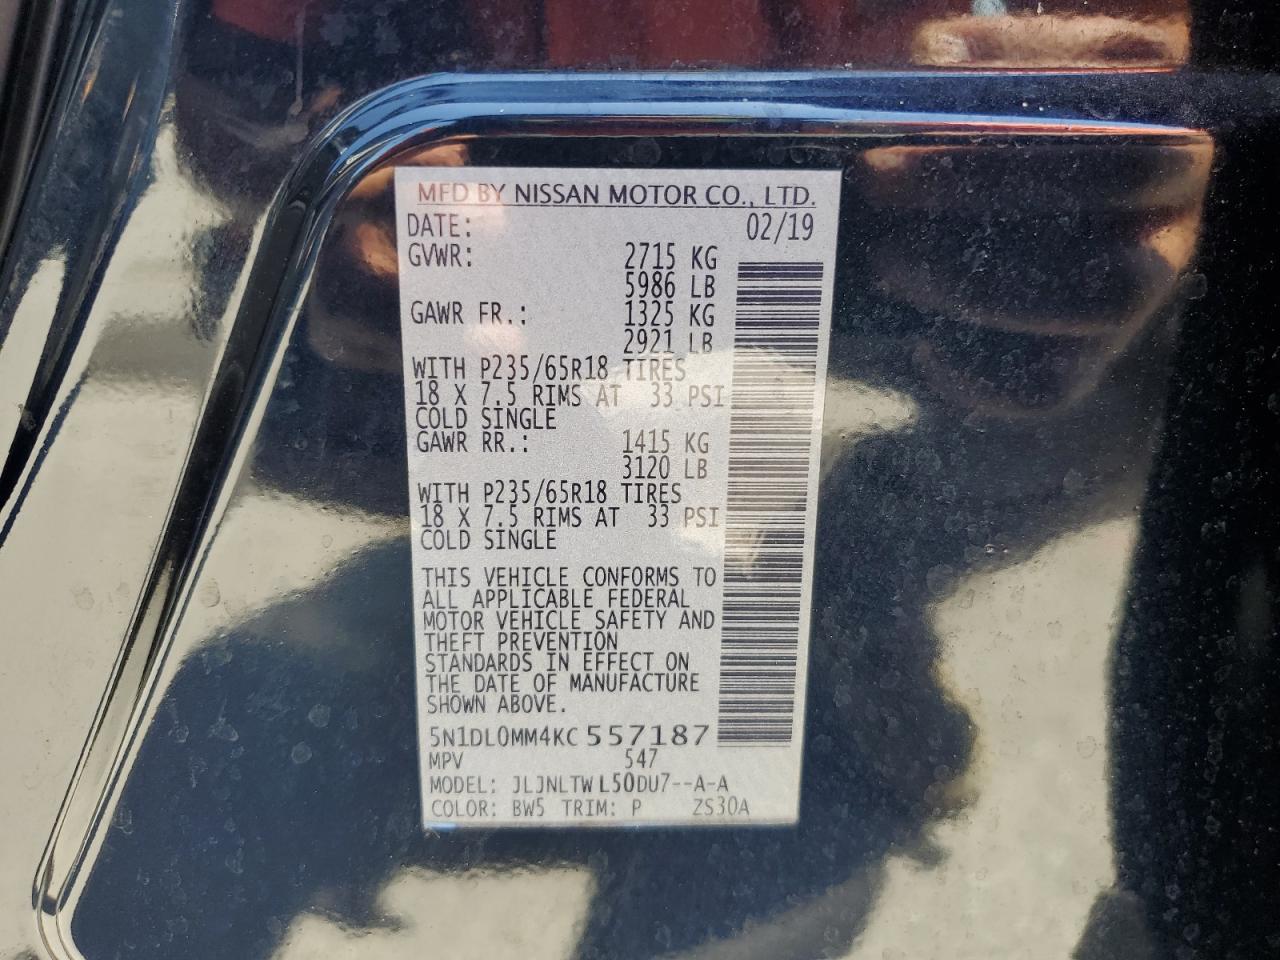 MFD BY NISSAN MOTOR CO., LTD.
DATE: 02/19
GVWR: 2715 KG
5986 LB
GAWR FR.: 1325 KG
2921 LB
WITH P235/65R18 TIRES
18 X 7.5 RIMS AT 33 PSI
COLD SINGLE
GAWR RR.: 1415 KG
3120 LB
WITH P235/65R18 TIRES
18 X 7.5 RIMS AT 33 PSI
COLD SINGLE
THIS VEHICLE CONFORMS TO
ALL APPLICABLE FEDERAL
MOTOR VEHICLE SAFETY AND
THEFT PREVENTION
STANDARDS IN EFFECT ON
THE DATE OF MANUFACTURE
SHOWN ABOVE.
5N1DL0MM4KC557187
MPV 547
MODEL: JLJNLTWL50DU7--A-A
COLOR: BW5 TRIM: P ZS30A